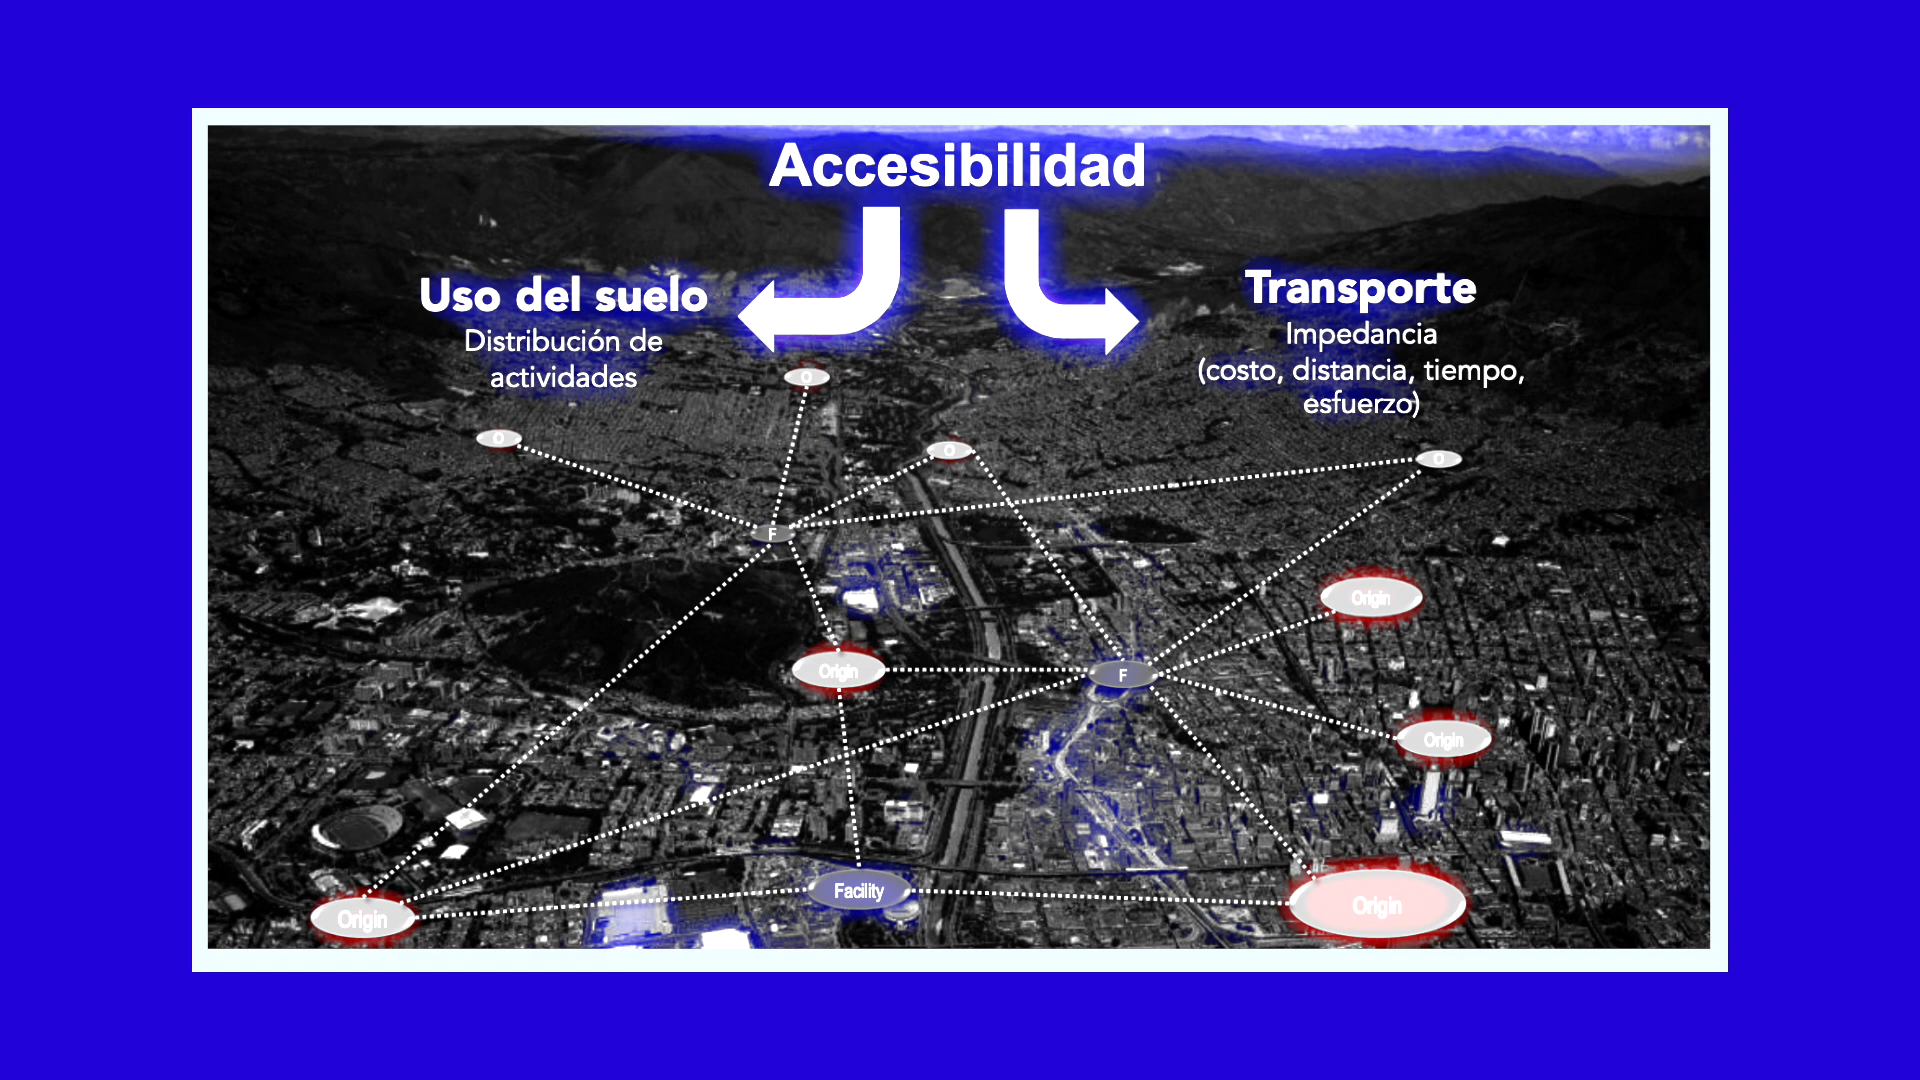 Accesibilidad
Uso del suelo
Distribución de
actividades
Transporte
Impedancia
(costo, distancia, tiempo,
esfuerzo)
O
O
O
O
F
Origin
Origin
F
Origin
Facility
Origin
Origin